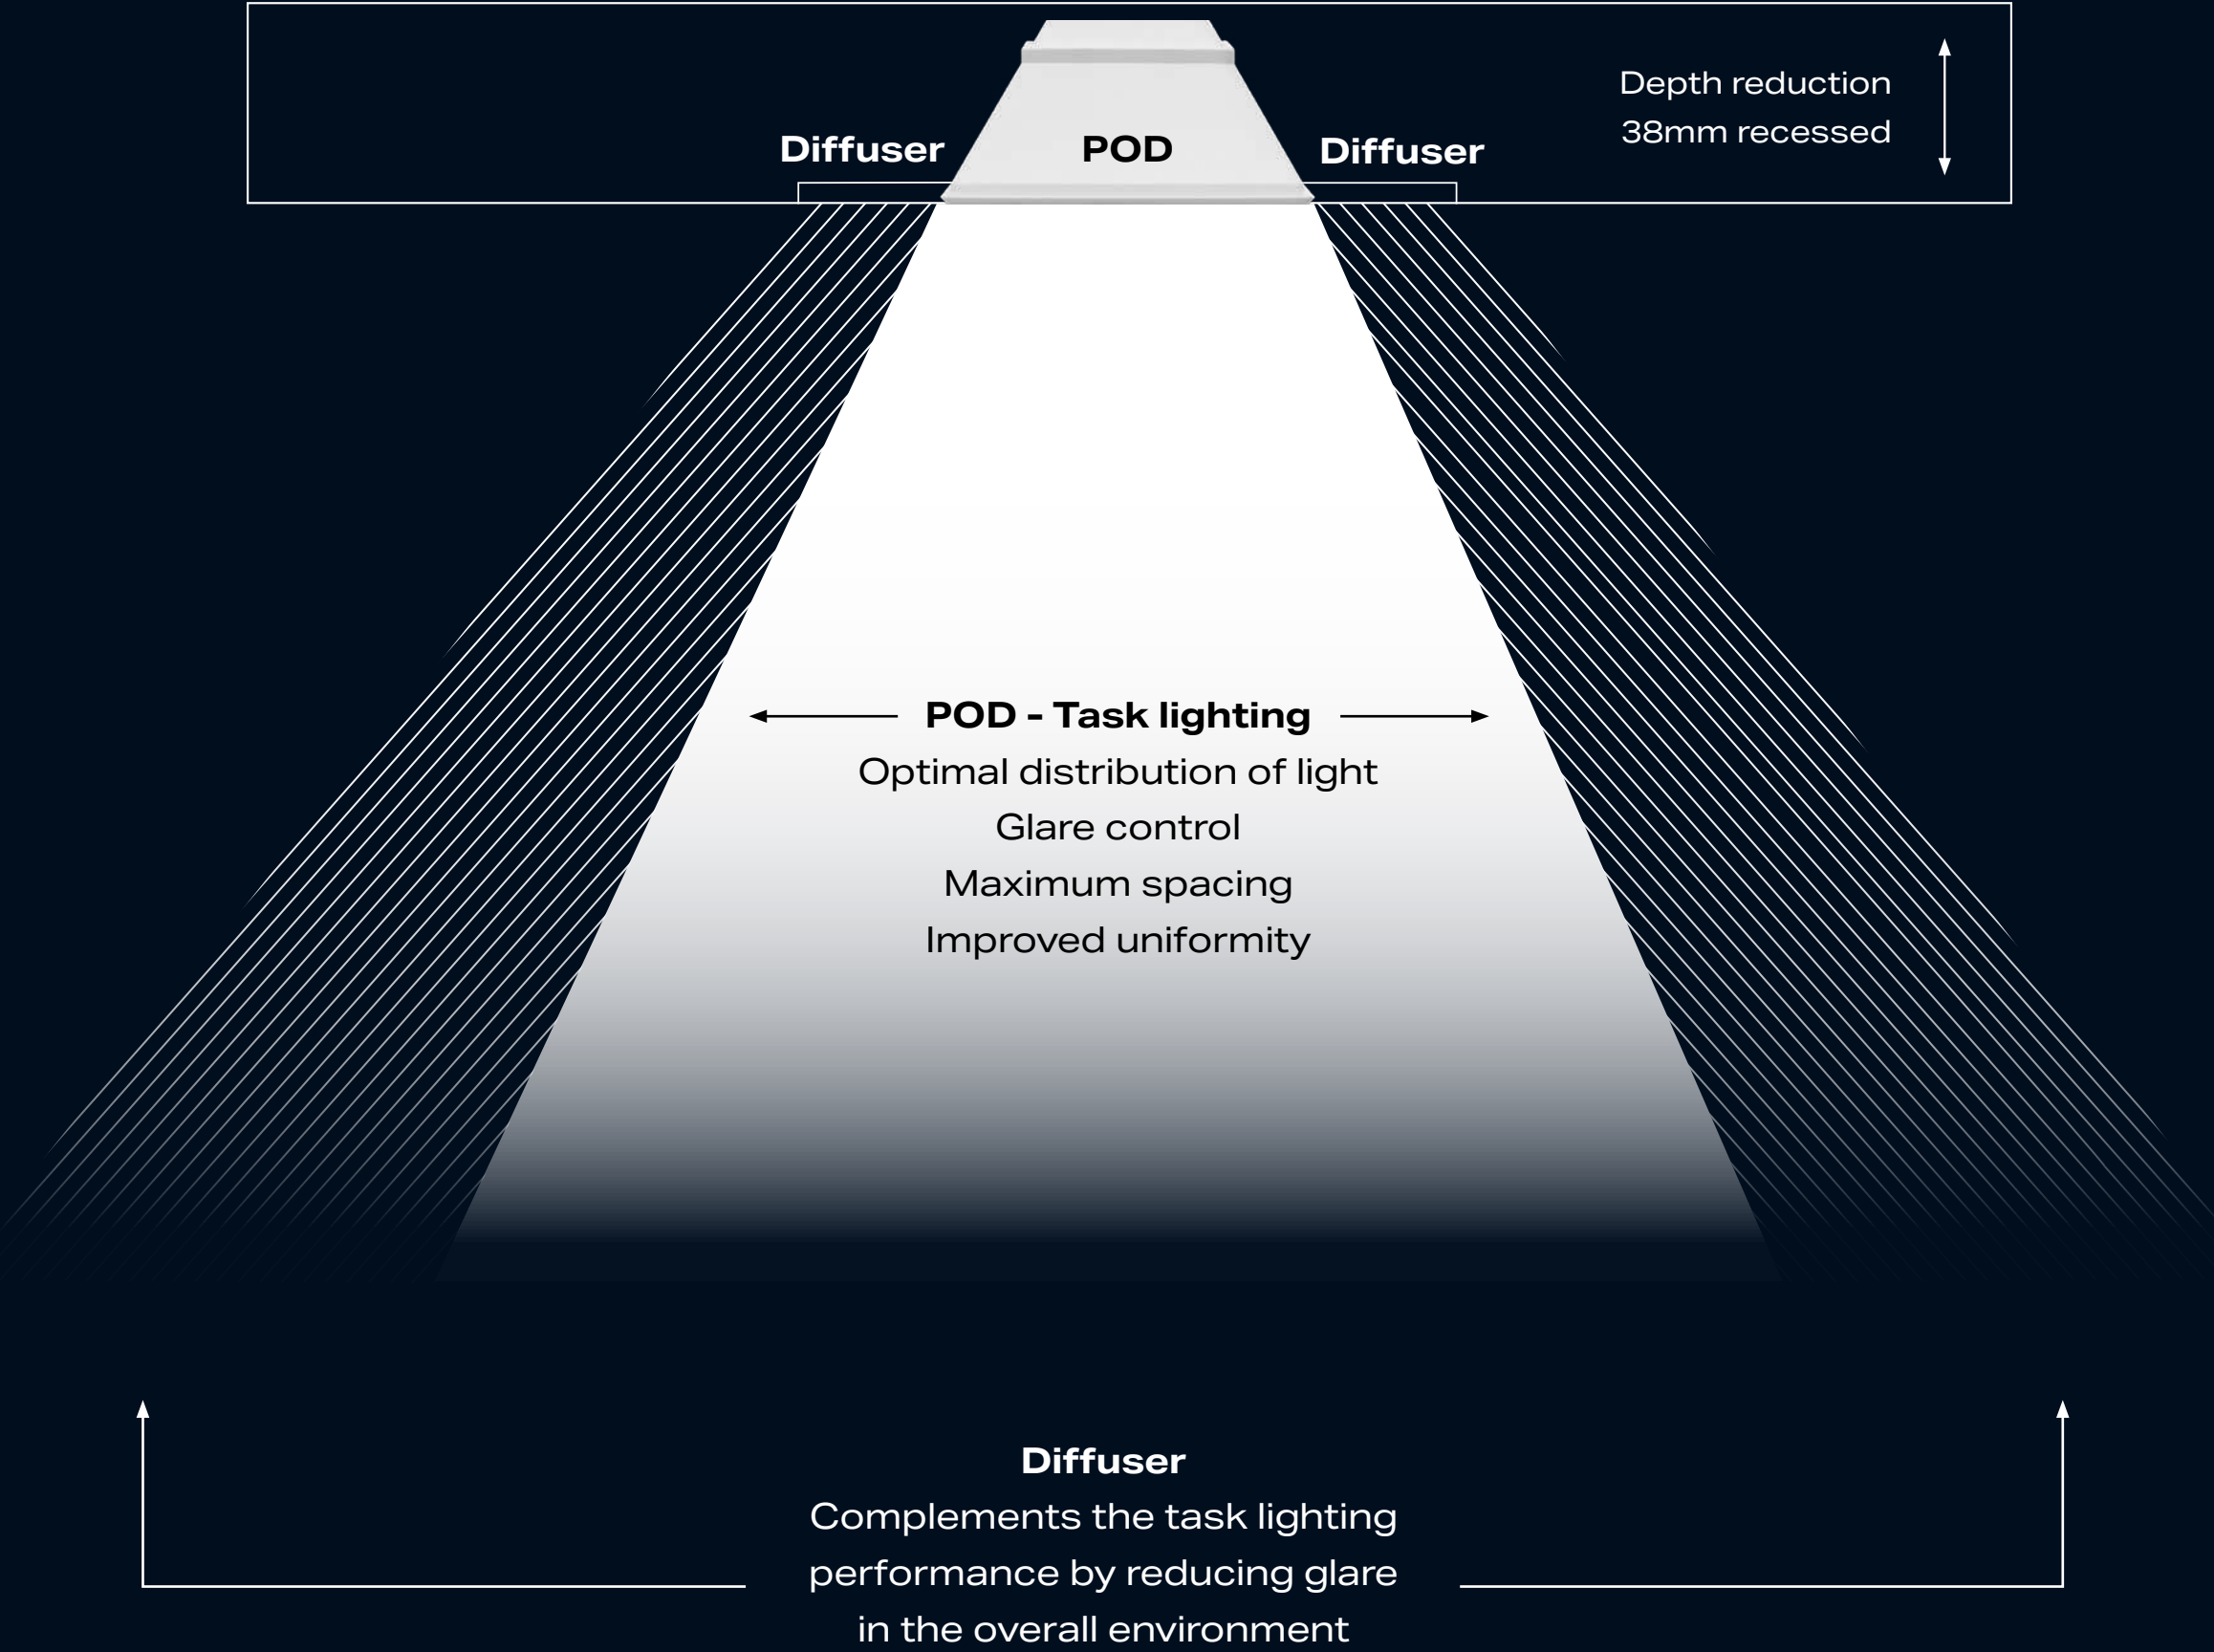 Depth reduction
38mm recessed
Diffuser
POD
Diffuser
POD - Task lighting
Optimal distribution of light
Glare control
Maximum spacing
Improved uniformity
Diffuser
Complements the task lighting
performance by reducing glare
in the overall environment